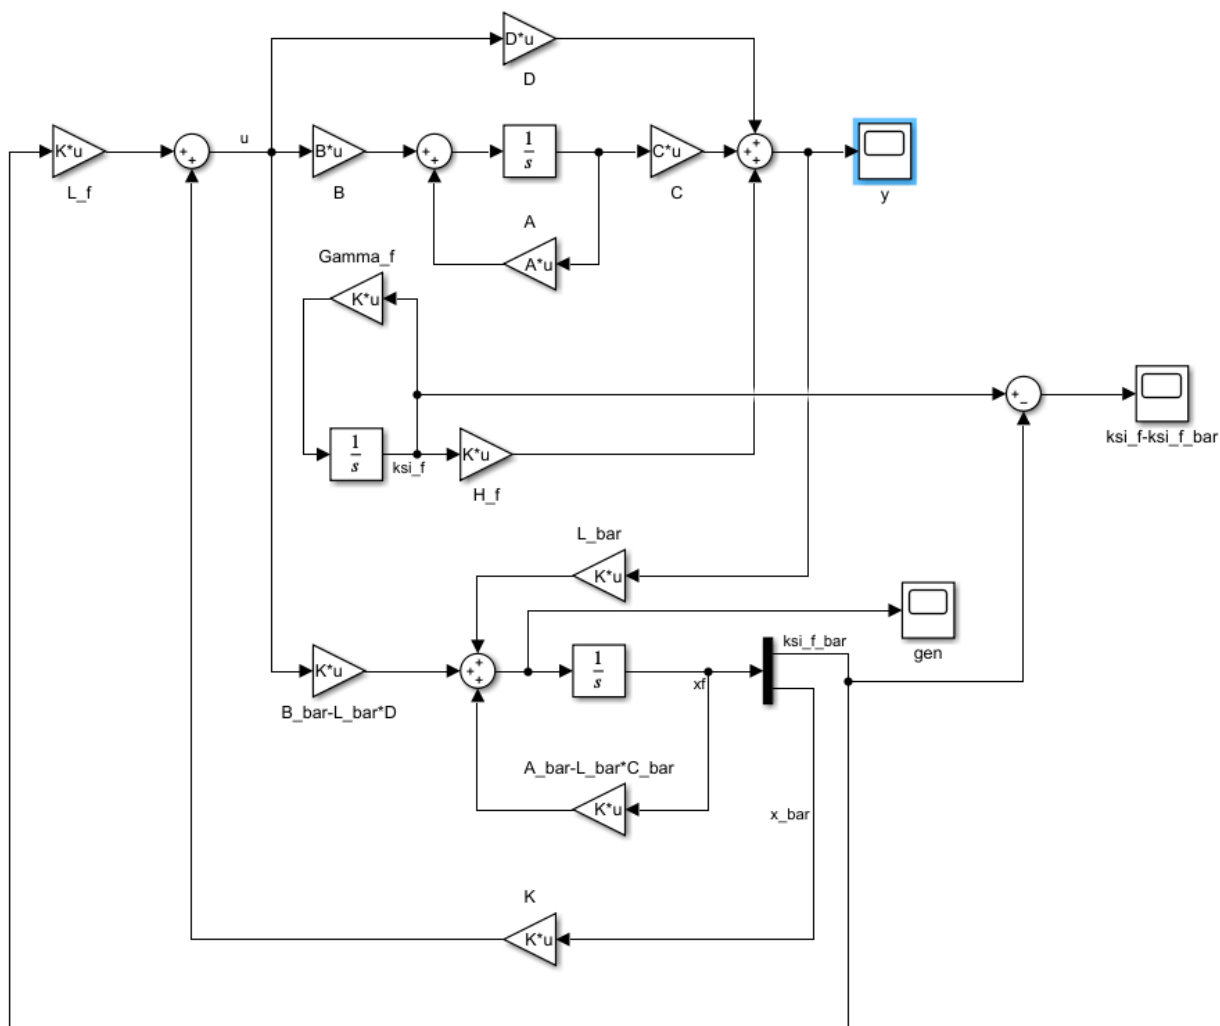 D*u
D
K*u
L_f
+
+
u
B*u
B
+
+
1
s
C*u
C
+
+
+
y
A
A*u
Gamma_f
K*u
1
s
ksi_f
K*u
H_f
+
−
ksi_f-ksi_f_bar
L_bar
K*u
K*u
B_bar-L_bar*D
+
+
+
1
s
xf
ksi_f_bar
gen
A_bar-L_bar*C_bar
K*u
x_bar
K
K*u